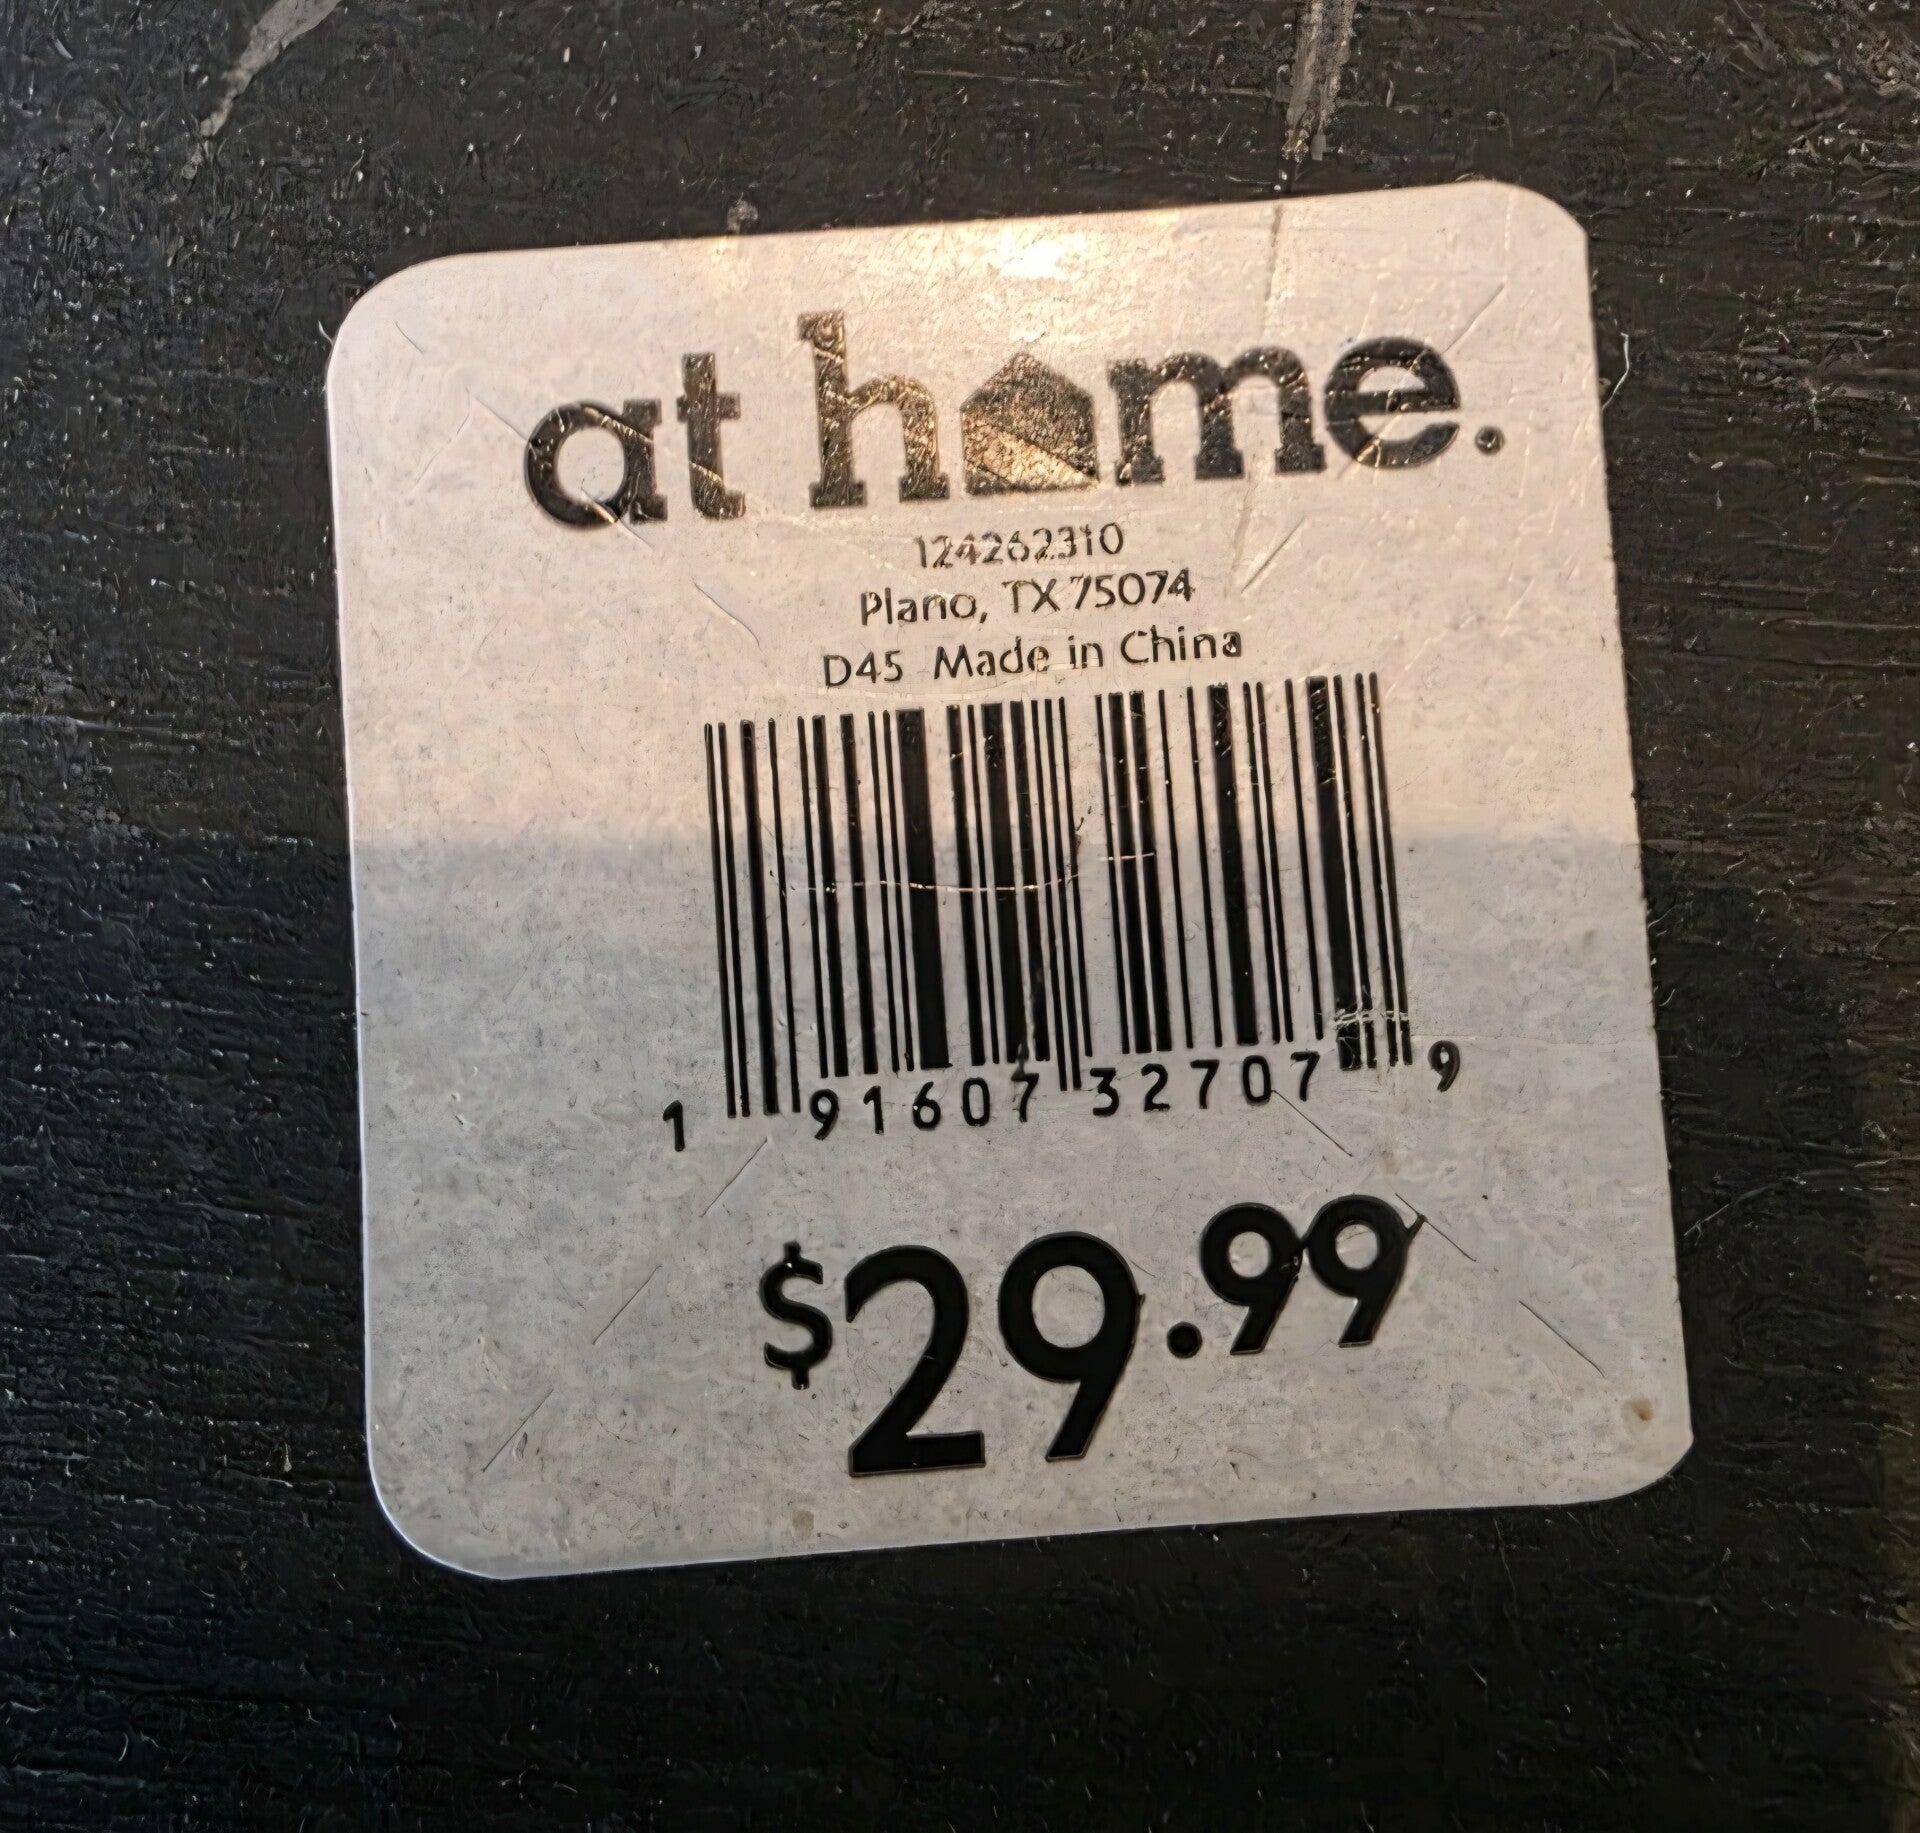 at home.
124262310
Plano, TX 75074
D45 Made in China
1 91607 32707 9
$29.99